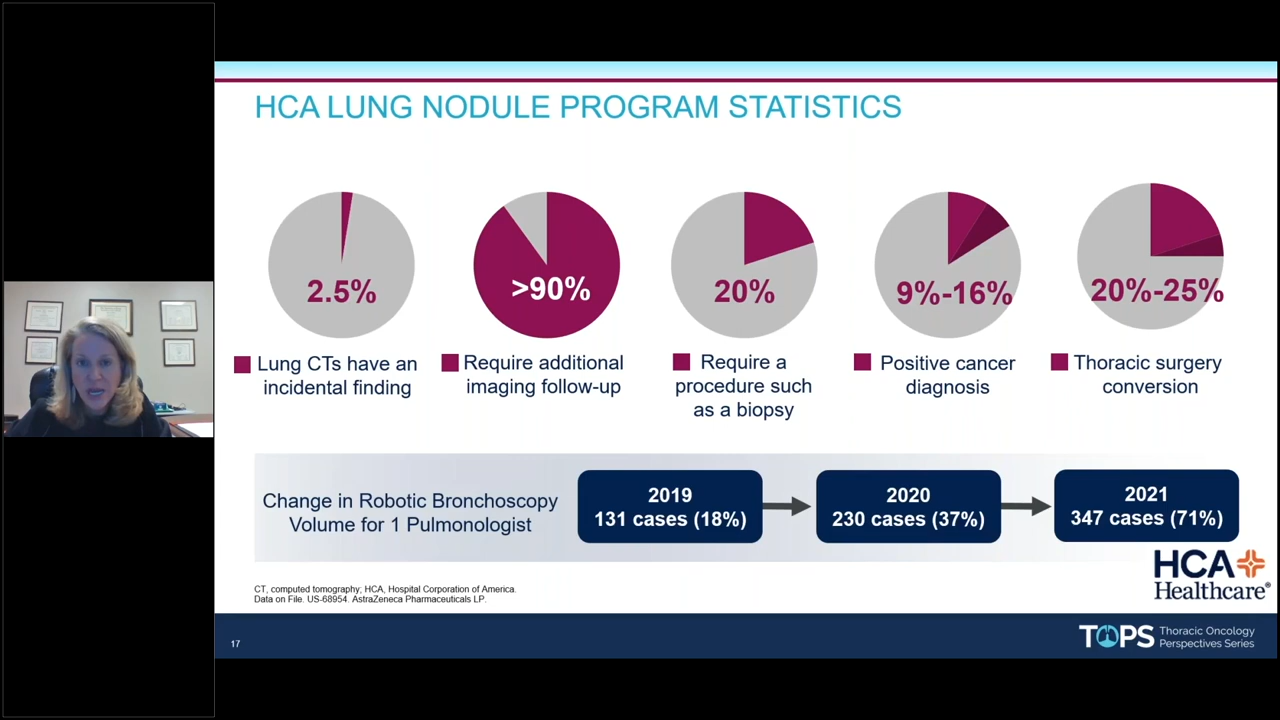 HCA LUNG NODULE PROGRAM STATISTICS
2.5%
>90%
20%
9%-16%
20%-25%
Lung CTs have an
incidental finding
Require additional
imaging follow-up
Require a
procedure such
as a biopsy
Positive cancer
diagnosis
Thoracic surgery
conversion
Change in Robotic Bronchoscopy
Volume for 1 Pulmonologist
2019
131 cases (18%)
2020
230 cases (37%)
2021
347 cases (71%)
HCA
Healthcare®
CT, computed tomography; HCA, Hospital Corporation of America.
Data on File. US-68954. AstraZeneca Pharmaceuticals LP.
17
TOPS
Thoracic Oncology
Perspectives Series